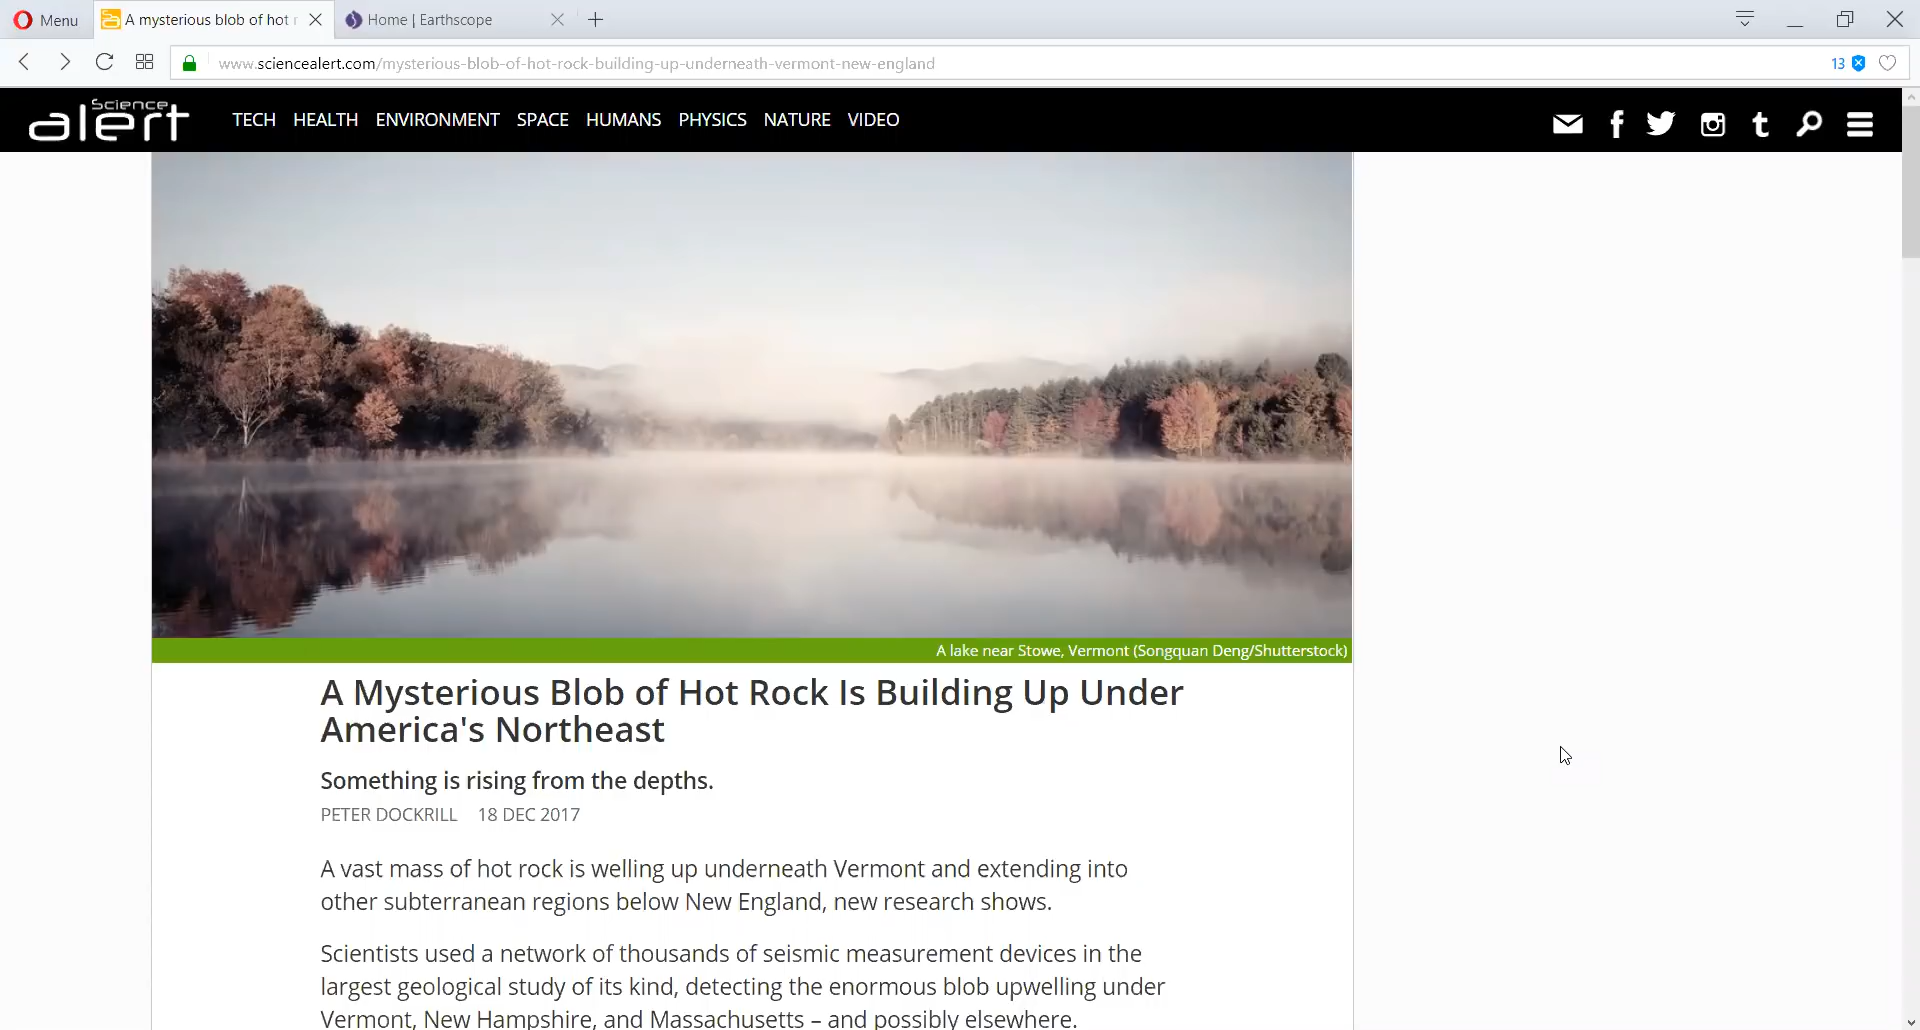 Menu
A mysterious blob of hot
Home | Earthscope
www.sciencealert.com/mysterious-blob-of-hot-rock-building-up-underneath-vermont-new-england
13
Science
alert
TECH HEALTH ENVIRONMENT SPACE HUMANS PHYSICS NATURE VIDEO
A lake near Stowe, Vermont (Songquan Deng/Shutterstock)
A Mysterious Blob of Hot Rock Is Building Up Under
America's Northeast
Something is rising from the depths.
PETER DOCKRILL 18 DEC 2017
A vast mass of hot rock is welling up underneath Vermont and extending into
other subterranean regions below New England, new research shows.
Scientists used a network of thousands of seismic measurement devices in the
largest geological study of its kind, detecting the enormous blob upwelling under
Vermont, New Hampshire, and Massachusetts – and possibly elsewhere.